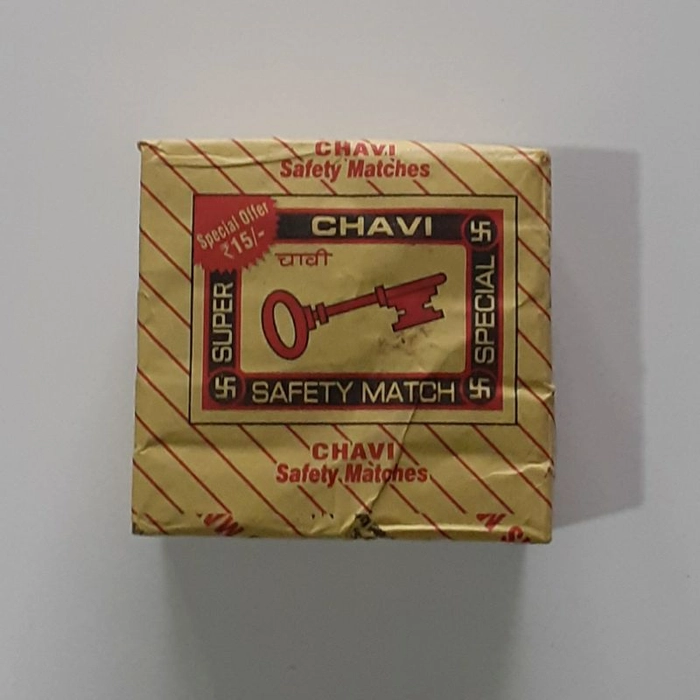 CHAVI
Safety Matches
Special Offer
₹15/-
CHAVI
चावी
SUPER
SPECIAL
SAFETY MATCH
CHAVI
Safety Matches